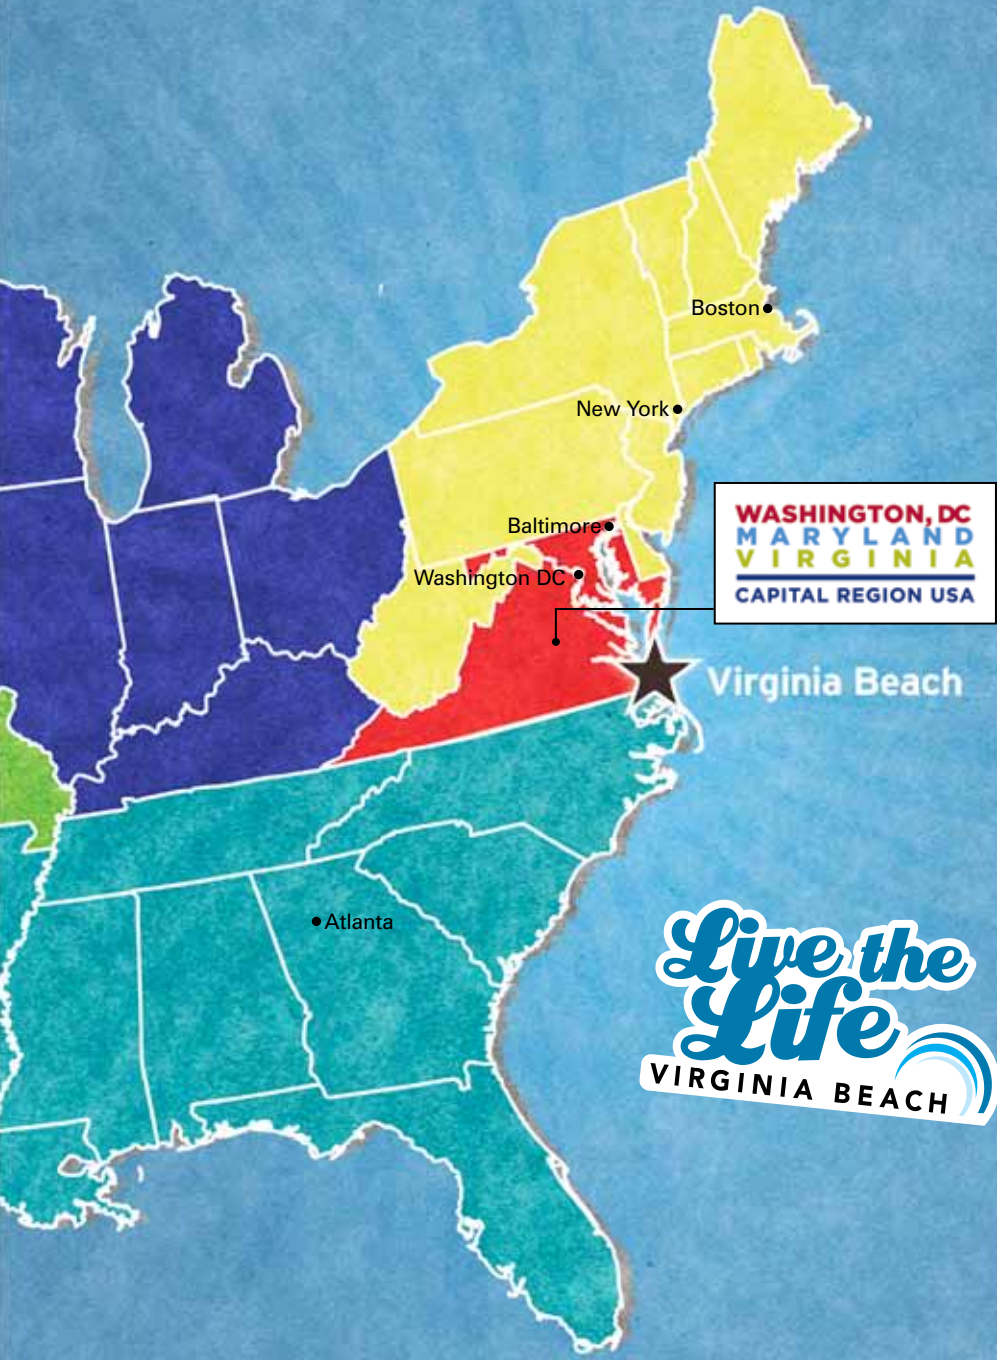 Boston
New York
Baltimore
WASHINGTON, DC
MARYLAND
VIRGINIA
CAPITAL REGION USA
Washington DC
Virginia Beach
Atlanta
Live the
Life
VIRGINIA BEACH